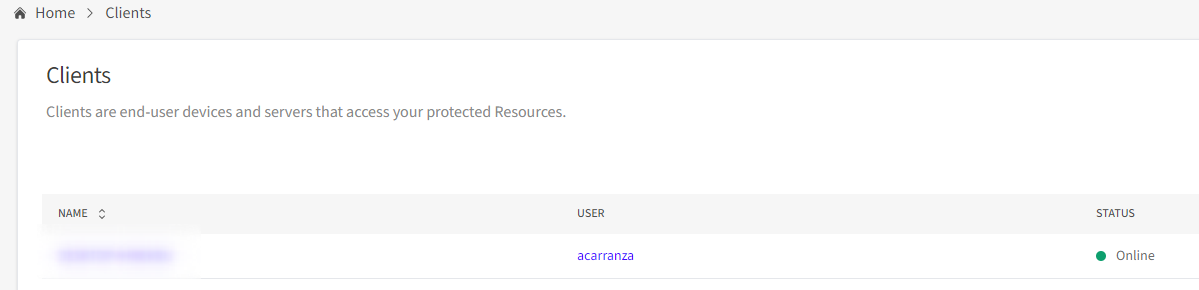 Home > Clients
Clients
Clients are end-user devices and servers that access your protected Resources.
NAME USER STATUS
acarranza Online